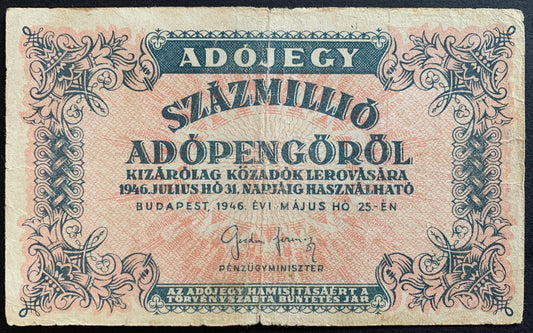 ADÓJEGY
SZÁZMILLIÓ
ADÓPENGŐRŐL
KIZÁRÓLAG KÖZADÓK LEROVÁSÁRA
1946. JULIUS HÓ 31. NAPJÁIG HASZNÁLHATÓ
BUDAPEST, 1946. ÉVI MÁJUS HÓ 25.-ÉN
PÉNZÜGYMINISZTER
AZ ADÓJEGY HAMISITÁSÁÉRT A
TÖRVÉNYSZABTA BÜNTETÉS JÁR